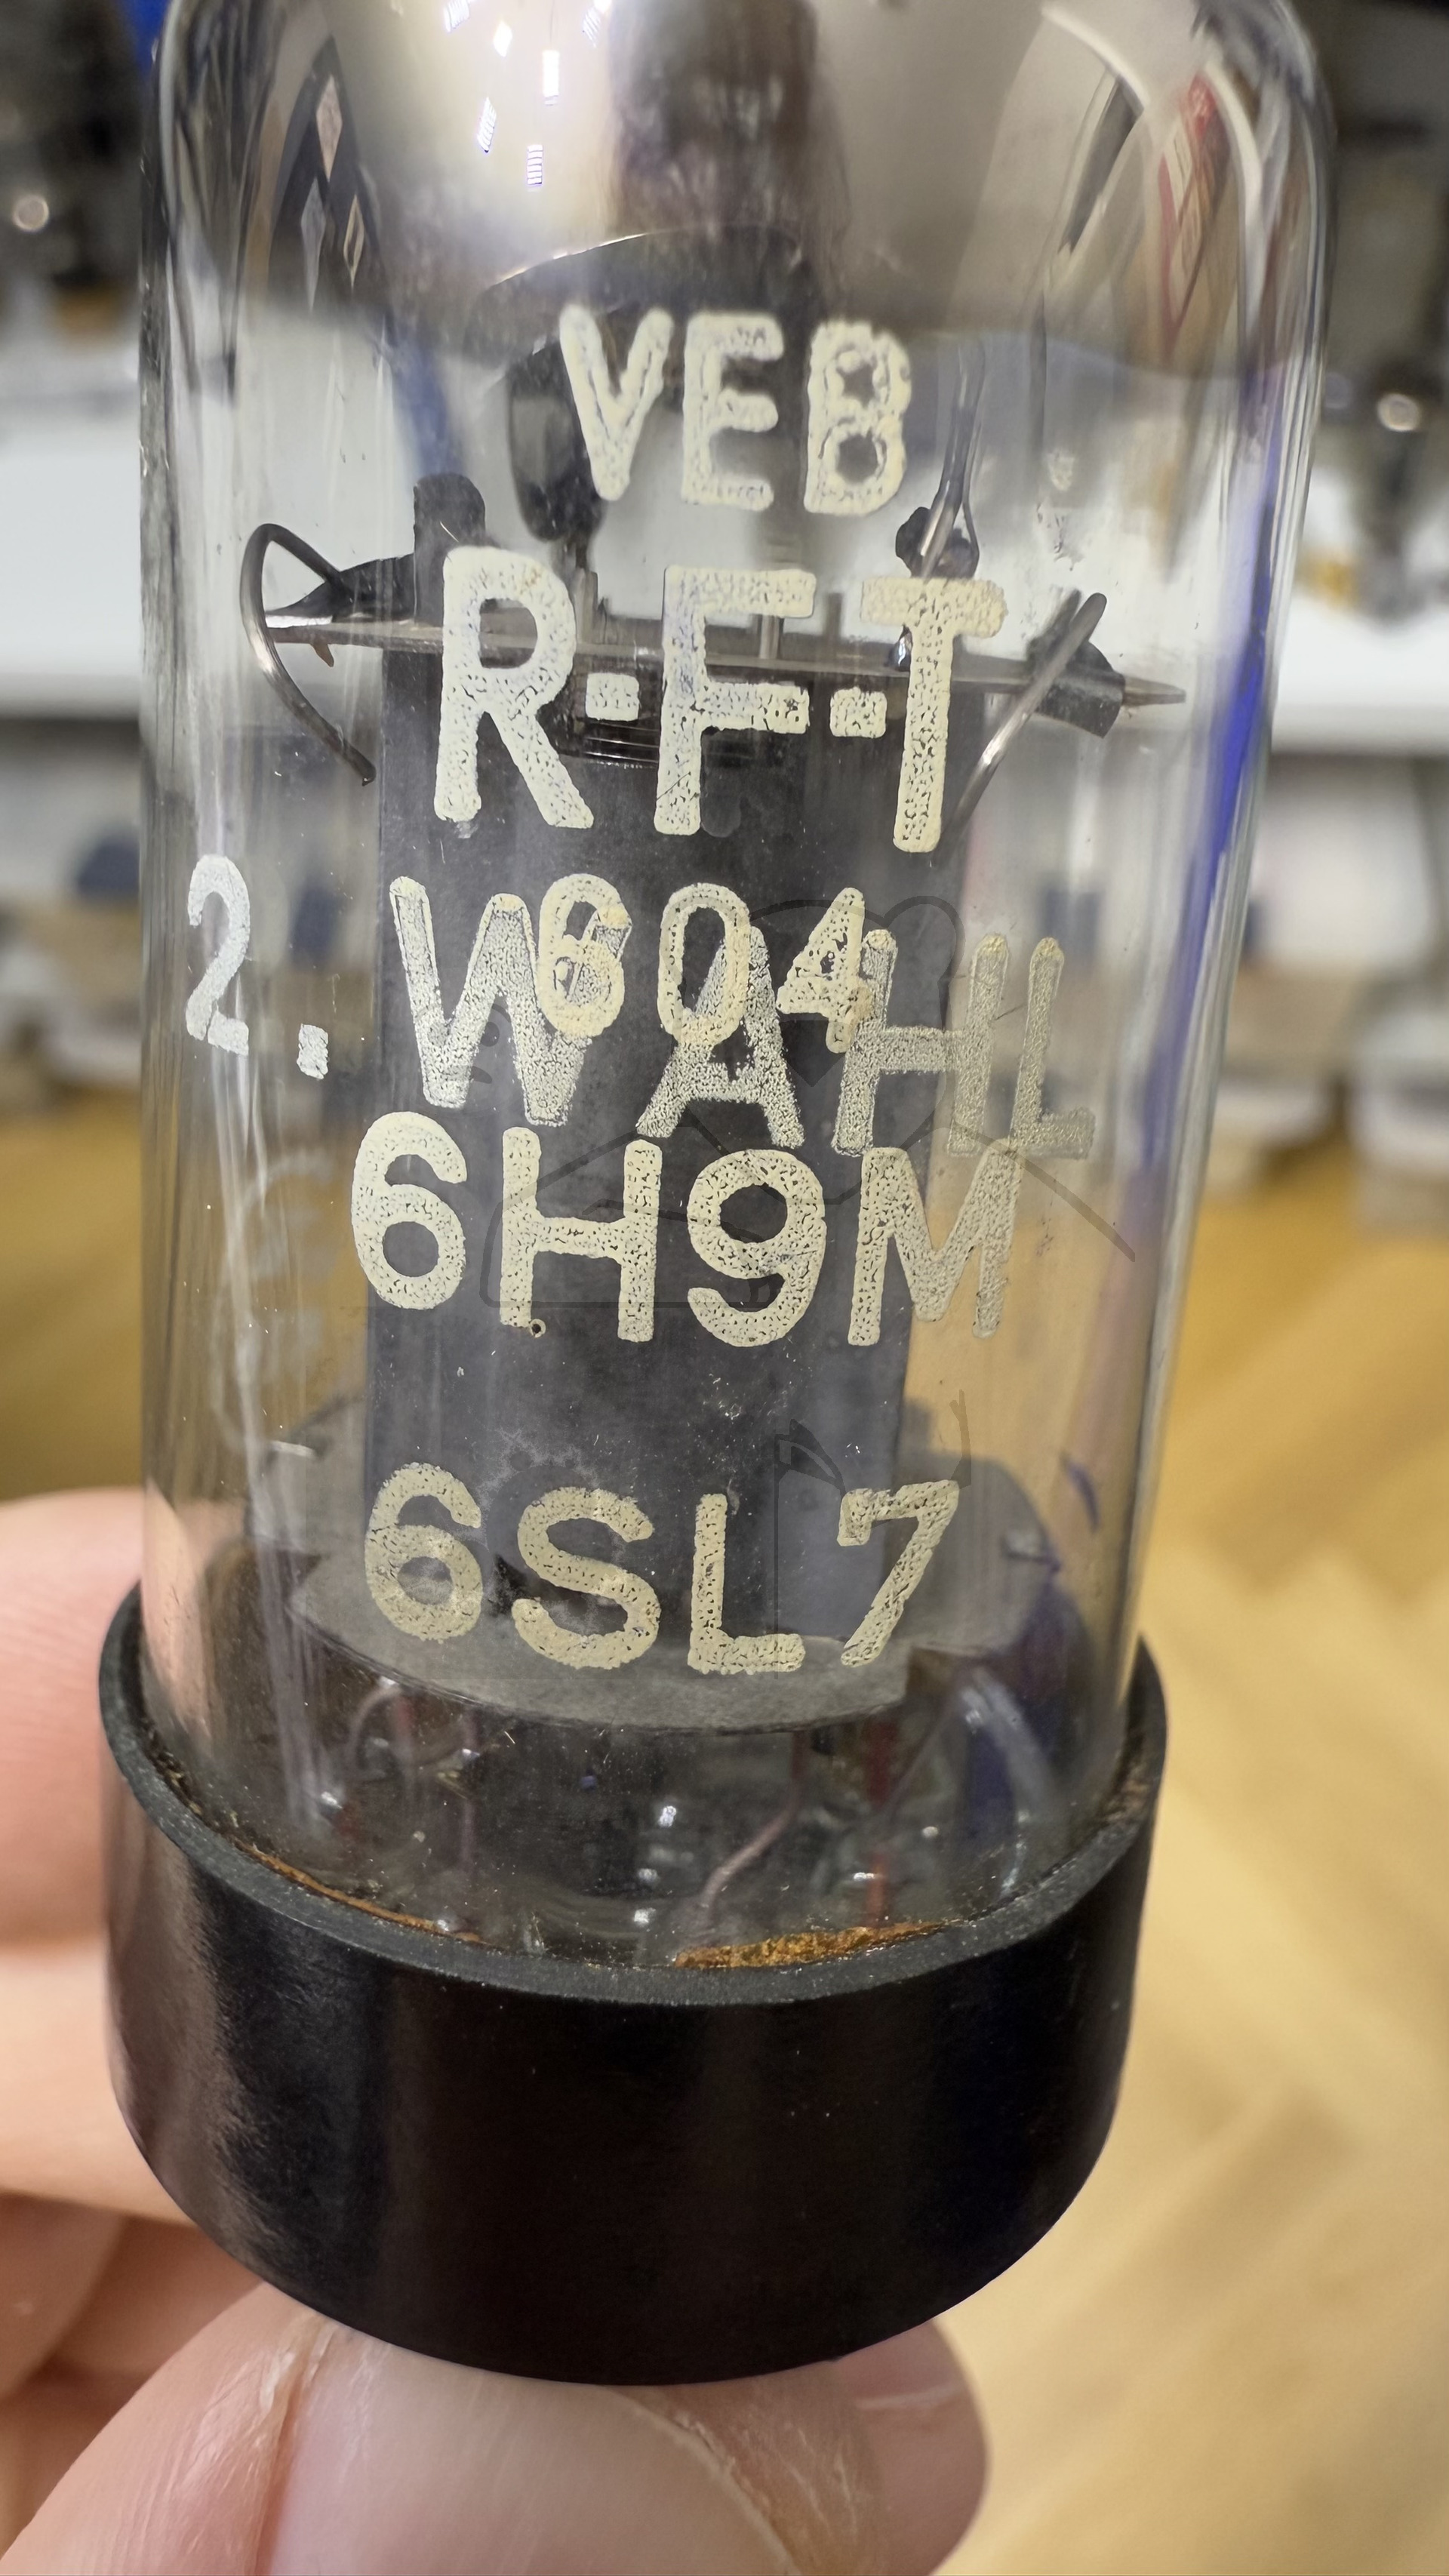 VEB
R-F-T
604
2. WAHL
6H9M
6SL7